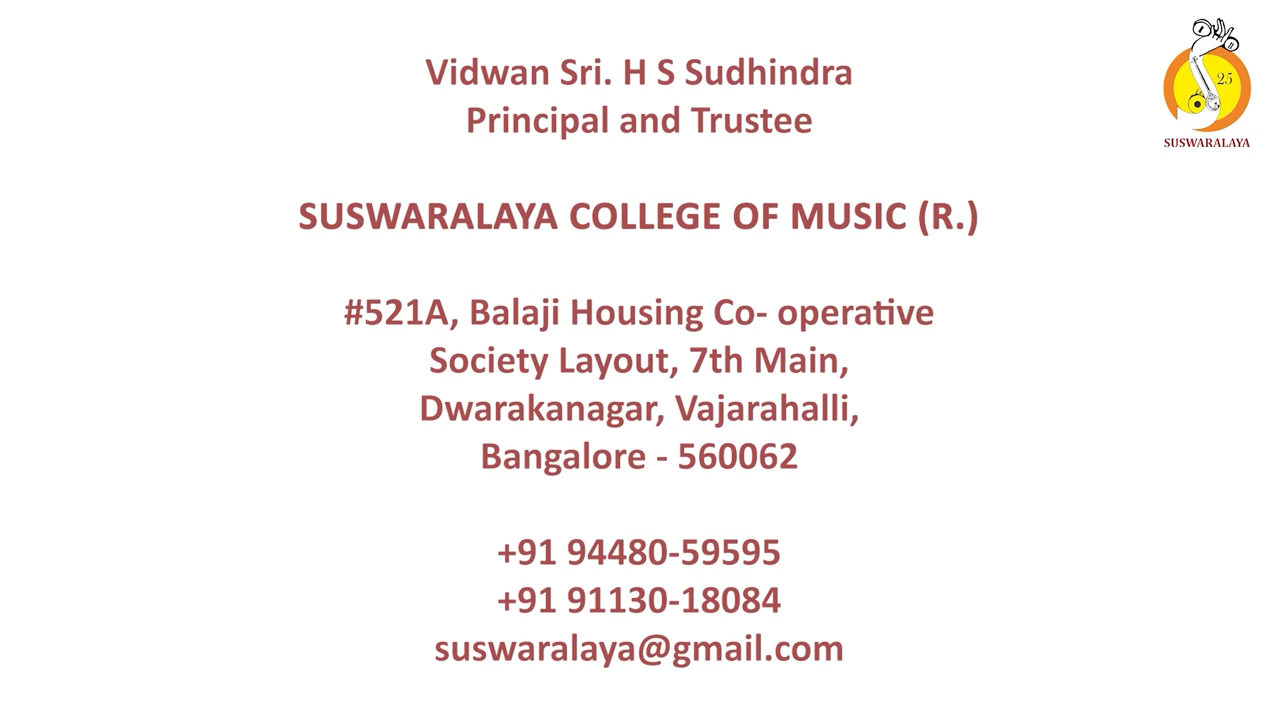 Vidwan Sri. H S Sudhindra
Principal and Trustee
SUSWARALAYA COLLEGE OF MUSIC (R.)
#521A, Balaji Housing Co- operative
Society Layout, 7th Main,
Dwarakanagar, Vajarahalli,
Bangalore - 560062
+91 94480-59595
+91 91130-18084
suswaralaya@gmail.com
25
SUSWARALAYA